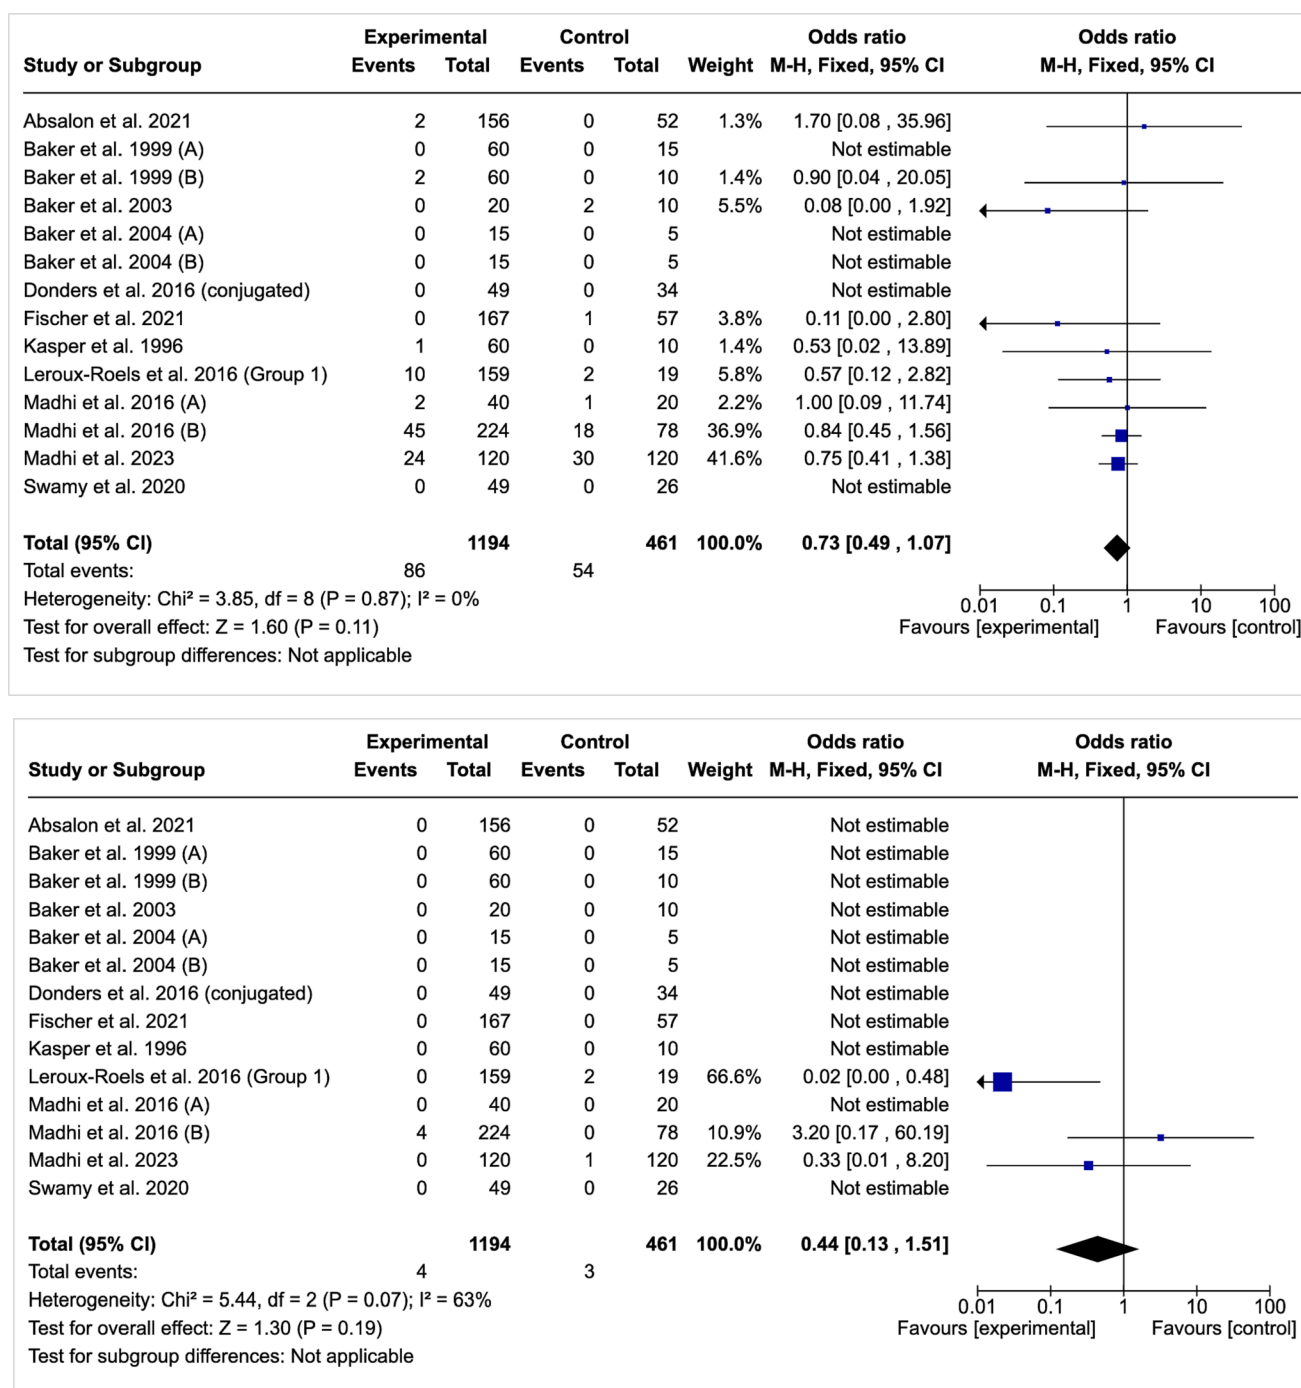 Experimental Control Odds ratio Odds ratio
Study or Subgroup Events Total Events Total Weight M-H, Fixed, 95% CI M-H, Fixed, 95% CI
Absalon et al. 2021 2 156 0 52 1.3% 1.70 [0.08 , 35.96]
Baker et al. 1999 (A) 0 60 0 15 Not estimable
Baker et al. 1999 (B) 2 60 0 10 1.4% 0.90 [0.04 , 20.05]
Baker et al. 2003 0 20 2 10 5.5% 0.08 [0.00 , 1.92]
Baker et al. 2004 (A) 0 15 0 5 Not estimable
Baker et al. 2004 (B) 0 15 0 5 Not estimable
Donders et al. 2016 (conjugated) 0 49 0 34 Not estimable
Fischer et al. 2021 0 167 1 57 3.8% 0.11 [0.00 , 2.80]
Kasper et al. 1996 1 60 0 10 1.4% 0.53 [0.02 , 13.89]
Leroux-Roels et al. 2016 (Group 1) 10 159 2 19 5.8% 0.57 [0.12 , 2.82]
Madhi et al. 2016 (A) 2 40 1 20 2.2% 1.00 [0.09 , 11.74]
Madhi et al. 2016 (B) 45 224 18 78 36.9% 0.84 [0.45 , 1.56]
Madhi et al. 2023 24 120 30 120 41.6% 0.75 [0.41 , 1.38]
Swamy et al. 2020 0 49 0 26 Not estimable
Total (95% CI) 1194 461 100.0% 0.73 [0.49 , 1.07]
Total events: 86 54
Heterogeneity: Chi² = 3.85, df = 8 (P = 0.87); I² = 0%
Test for overall effect: Z = 1.60 (P = 0.11)
Test for subgroup differences: Not applicable
0.01 0.1 1 10 100
Favours [experimental] Favours [control]
Experimental Control Odds ratio Odds ratio
Study or Subgroup Events Total Events Total Weight M-H, Fixed, 95% CI M-H, Fixed, 95% CI
Absalon et al. 2021 0 156 0 52 Not estimable
Baker et al. 1999 (A) 0 60 0 15 Not estimable
Baker et al. 1999 (B) 0 60 0 10 Not estimable
Baker et al. 2003 0 20 0 10 Not estimable
Baker et al. 2004 (A) 0 15 0 5 Not estimable
Baker et al. 2004 (B) 0 15 0 5 Not estimable
Donders et al. 2016 (conjugated) 0 49 0 34 Not estimable
Fischer et al. 2021 0 167 0 57 Not estimable
Kasper et al. 1996 0 60 0 10 Not estimable
Leroux-Roels et al. 2016 (Group 1) 0 159 2 19 66.6% 0.02 [0.00 , 0.48]
Madhi et al. 2016 (A) 0 40 0 20 Not estimable
Madhi et al. 2016 (B) 4 224 0 78 10.9% 3.20 [0.17 , 60.19]
Madhi et al. 2023 0 120 1 120 22.5% 0.33 [0.01 , 8.20]
Swamy et al. 2020 0 49 0 26 Not estimable
Total (95% CI) 1194 461 100.0% 0.44 [0.13 , 1.51]
Total events: 4 3
Heterogeneity: Chi² = 5.44, df = 2 (P = 0.07); I² = 63%
Test for overall effect: Z = 1.30 (P = 0.19)
Test for subgroup differences: Not applicable
0.01 0.1 1 10 100
Favours [experimental] Favours [control]